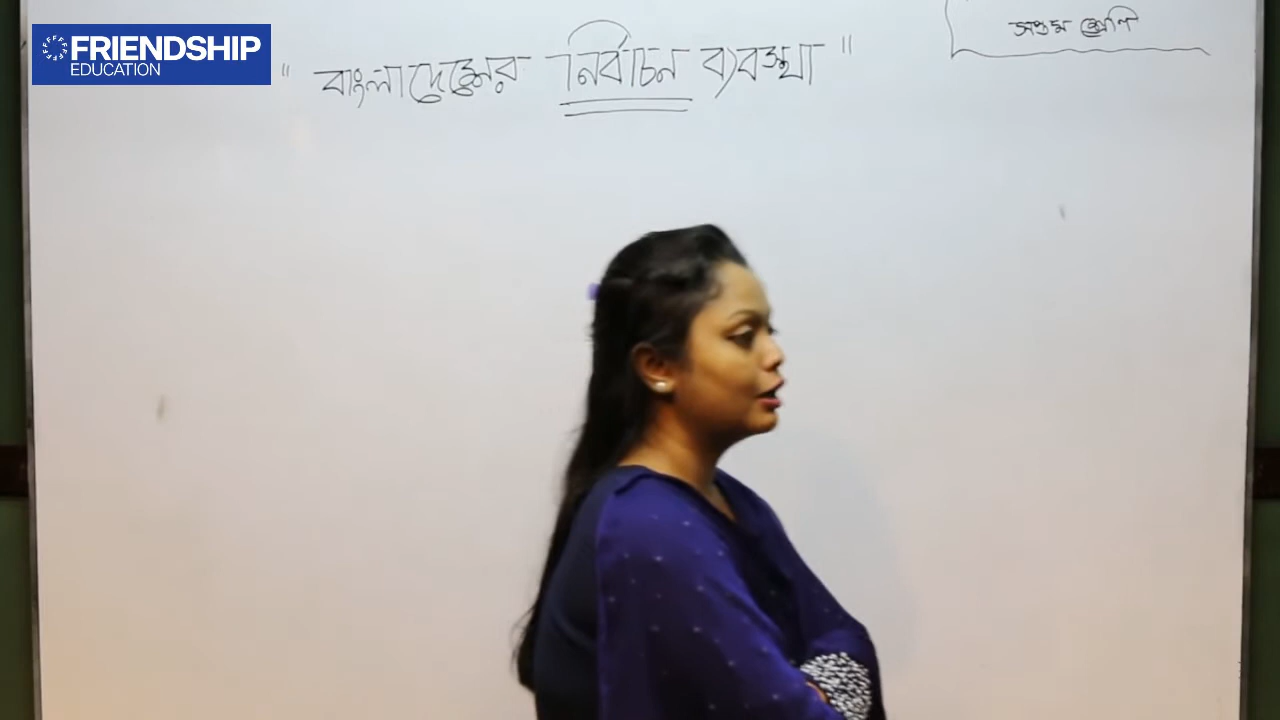 FRIENDSHIP
EDUCATION
" বাংলাদেশের নির্বাচন ব্যবস্থা "
সপ্তম শ্রেণি